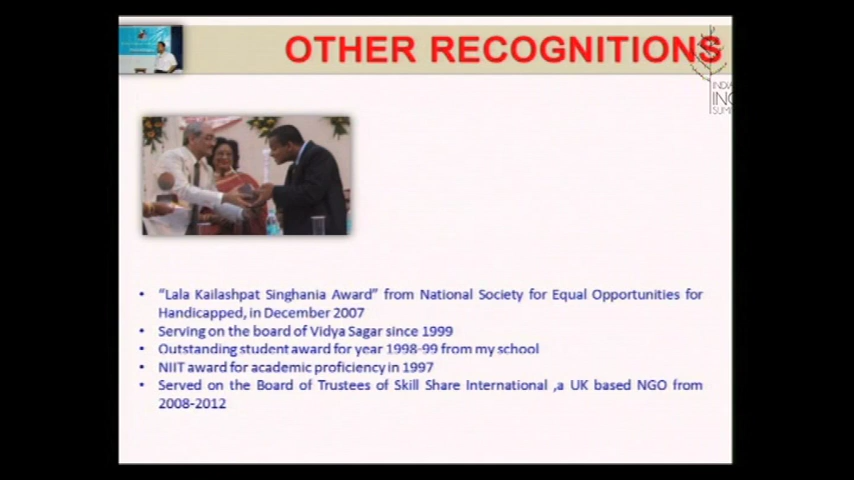 OTHER RECOGNITIONS
INDIA
INC
SUM
• “Lala Kailashpat Singhania Award” from National Society for Equal Opportunities for
Handicapped, in December 2007
• Serving on the board of Vidya Sagar since 1999
• Outstanding student award for year 1998-99 from my school
• NIIT award for academic proficiency in 1997
• Served on the Board of Trustees of Skill Share International ,a UK based NGO from
2008-2012